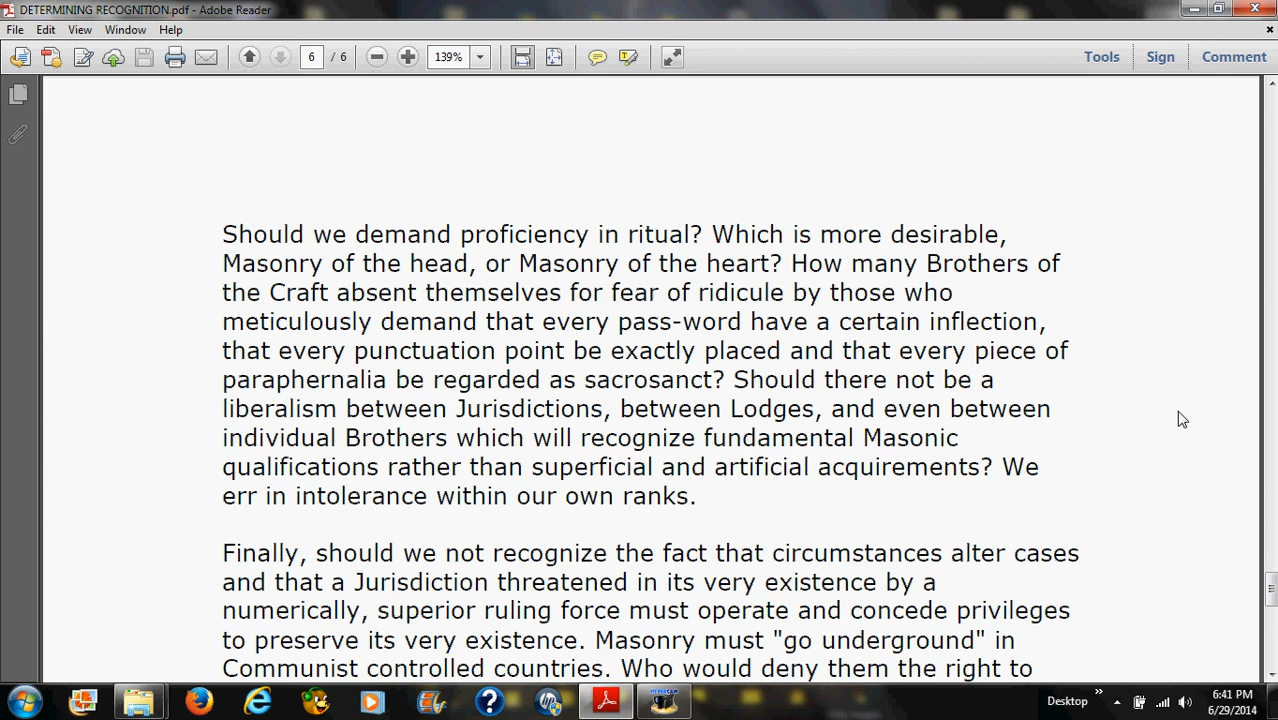 DETERMINING RECOGNITION.pdf - Adobe Reader
File Edit View Window Help
6 / 6 139% Tools Sign Comment
Should we demand proficiency in ritual? Which is more desirable,
Masonry of the head, or Masonry of the heart? How many Brothers of
the Craft absent themselves for fear of ridicule by those who
meticulously demand that every pass-word have a certain inflection,
that every punctuation point be exactly placed and that every piece of
paraphernalia be regarded as sacrosanct? Should there not be a
liberalism between Jurisdictions, between Lodges, and even between
individual Brothers which will recognize fundamental Masonic
qualifications rather than superficial and artificial acquirements? We
err in intolerance within our own ranks.
Finally, should we not recognize the fact that circumstances alter cases
and that a Jurisdiction threatened in its very existence by a
numerically, superior ruling force must operate and concede privileges
to preserve its very existence. Masonry must "go underground" in
Communist controlled countries. Who would deny them the right to
Desktop 6:41 PM
6/29/2014